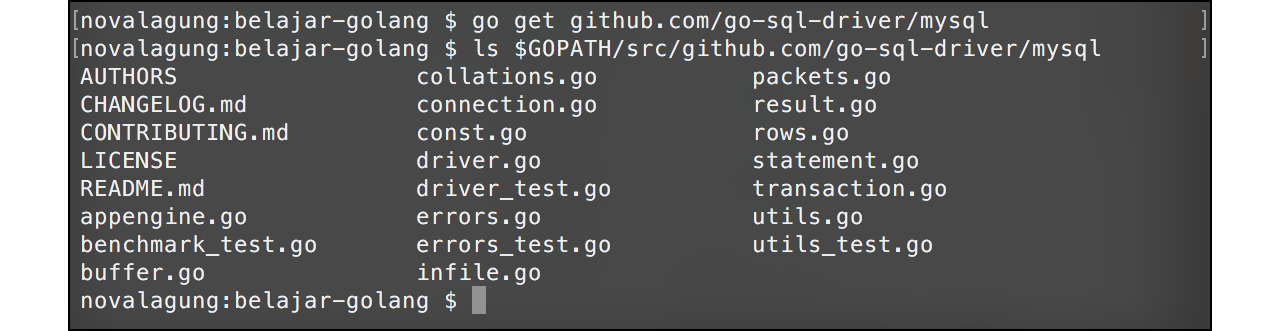 [novalagung:belajar-golang $ go get github.com/go-sql-driver/mysql ]
[novalagung:belajar-golang $ ls $GOPATH/src/github.com/go-sql-driver/mysql ]
AUTHORS collations.go packets.go
CHANGELOG.md connection.go result.go
CONTRIBUTING.md const.go rows.go
LICENSE driver.go statement.go
README.md driver_test.go transaction.go
appengine.go errors.go utils.go
benchmark_test.go errors_test.go utils_test.go
buffer.go infile.go
novalagung:belajar-golang $